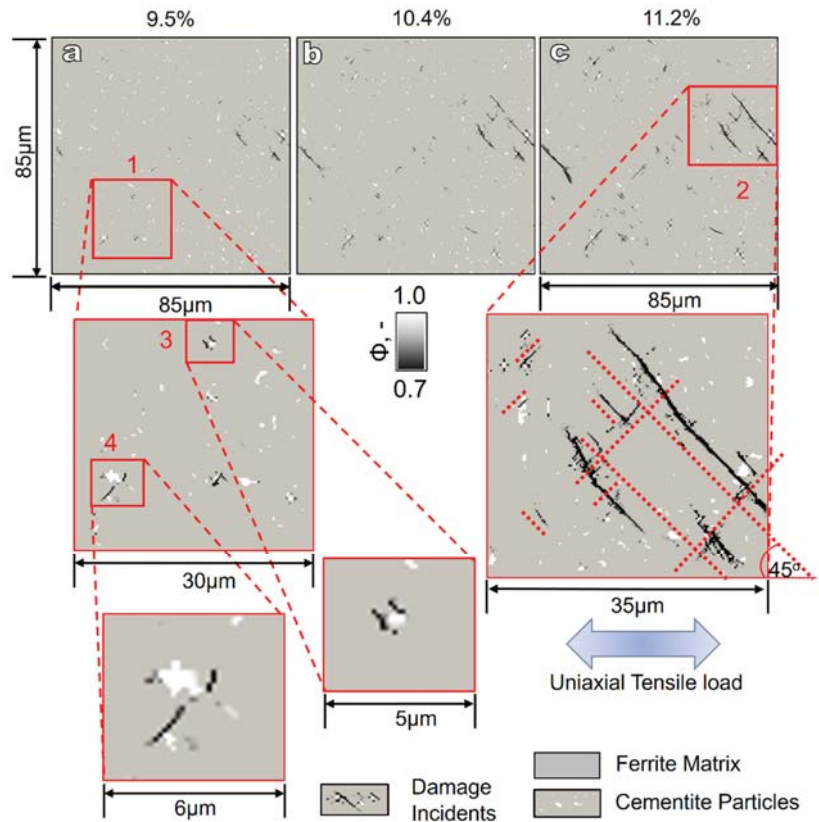 9.5%
10.4%
11.2%
a
b
c
85μm
1
2
85μm
85μm
1.0
Φ, -
0.7
3
4
30μm
45°
35μm
Uniaxial Tensile load
5μm
6μm
Damage
Incidents
Ferrite Matrix
Cementite Particles